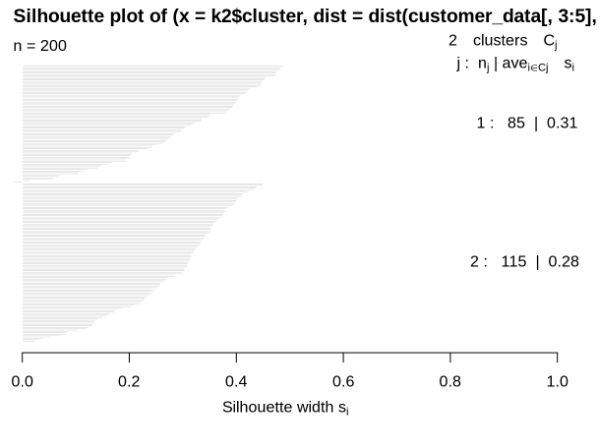 Silhouette plot of (x = k2$cluster, dist = dist(customer_data[, 3:5],
n = 200
2 clusters Cj
j : nj | avei∈Cj si
1 : 85 | 0.31
2 : 115 | 0.28
0.0 0.2 0.4 0.6 0.8 1.0
Silhouette width si